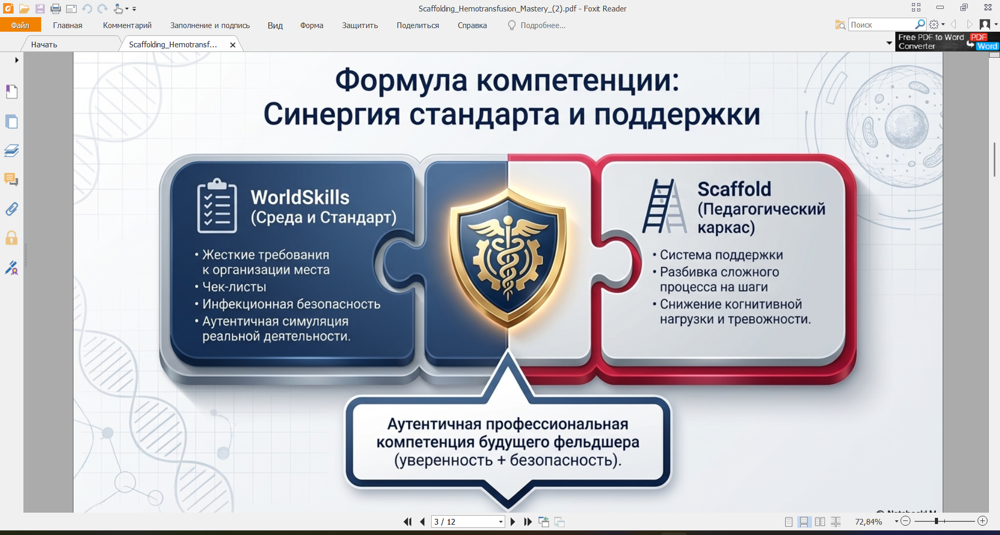 Scaffolding_Hemotransfusion_Mastery_(2).pdf - Foxit Reader
Файл Главная Комментарий Заполнение и подпись Вид Форма Защитить Поделиться Справка Подробнее... Поиск
Начать Scaffolding_Hemotransf...
Free PDF to Word PDF
Converter Word
Формула компетенции:
Синергия стандарта и поддержки
WorldSkills
(Среда и Стандарт)
• Жесткие требования
к организации места
• Чек-листы
• Инфекционная безопасность
• Аутентичная симуляция
реальной деятельности.
Scaffold
(Педагогический
каркас)
• Система поддержки
• Разбивка сложного
процесса на шаги
• Снижение когнитивной
нагрузки и тревожности.
Аутентичная профессиональная
компетенция будущего фельдшера
(уверенность + безопасность).
3 / 12 72,84%